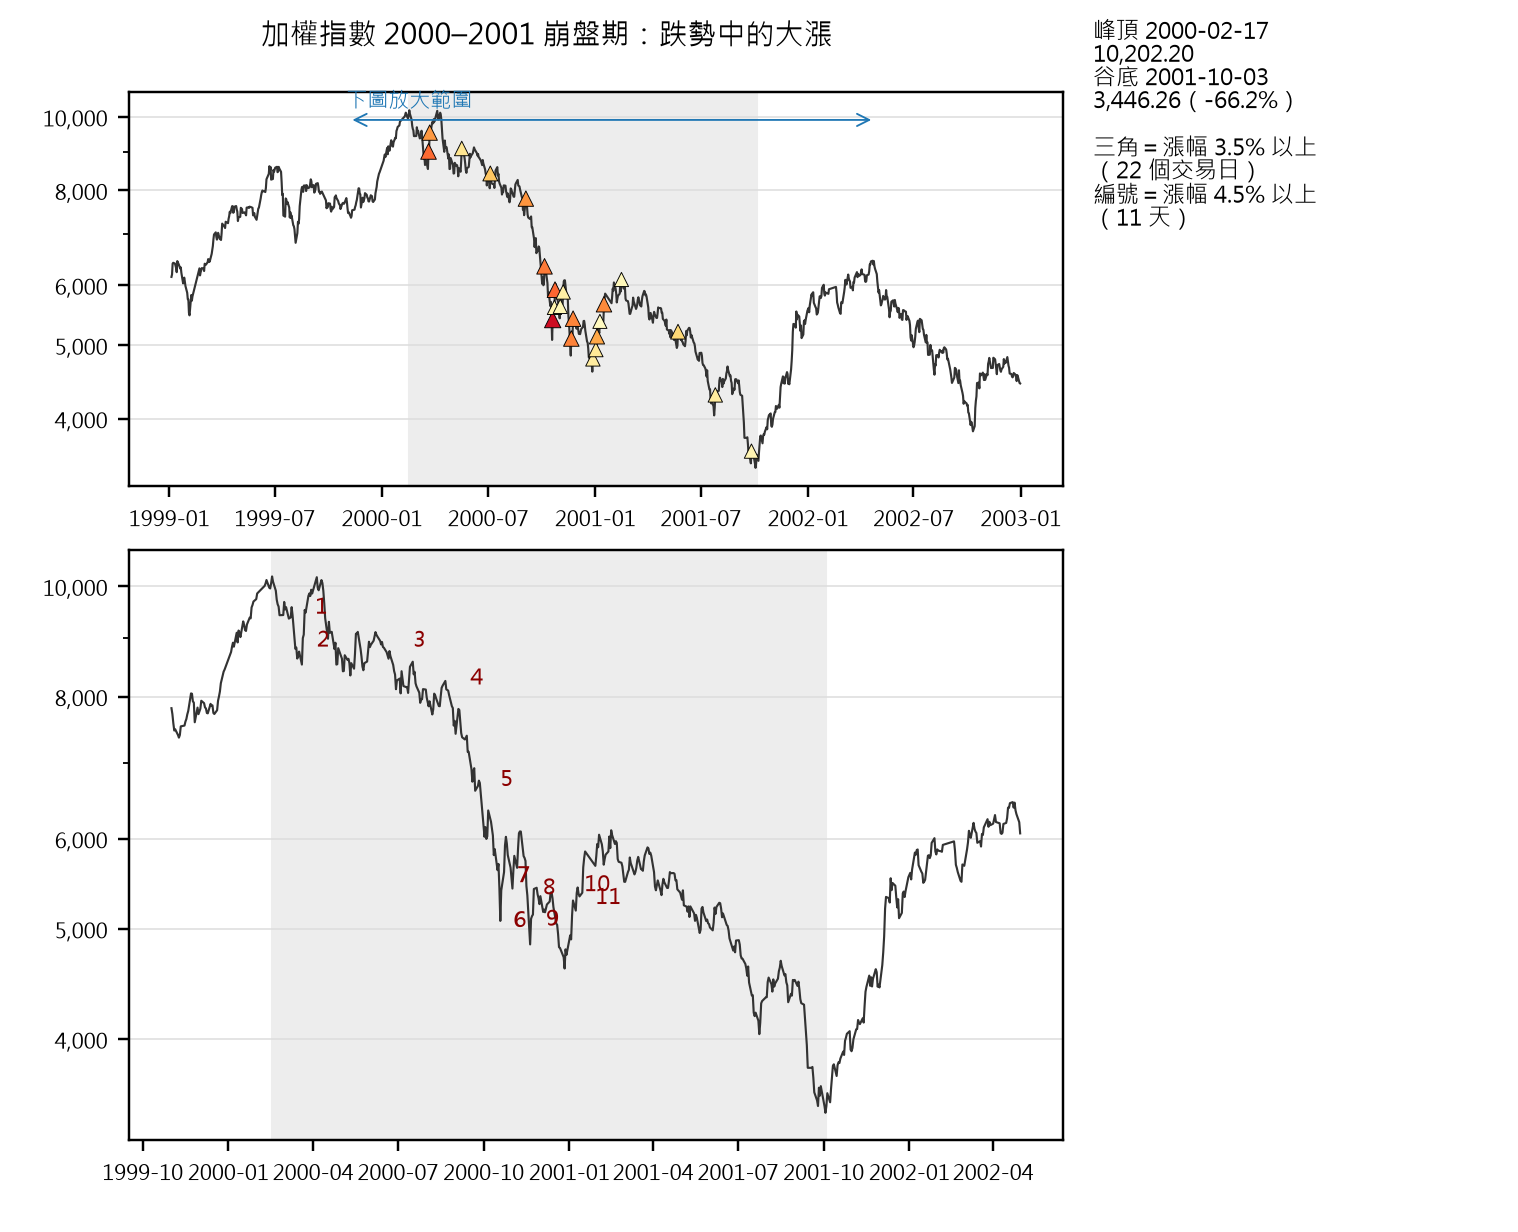 加權指數 2000–2001 崩盤期：跌勢中的大漲
峰頂 2000-02-17
10,202.20
谷底 2001-10-03
3,446.26（ -66.2% ）
三角 = 漲幅 3.5% 以上
（ 22 個交易日 ）
編號 = 漲幅 4.5% 以上
（ 11 天 ）
下圖放大範圍
10,000
8,000
6,000
5,000
4,000
1999-01 1999-07 2000-01 2000-07 2001-01 2001-07 2002-01 2002-07 2003-01
10,000
8,000
6,000
5,000
4,000
1
2
3
4
5
6
7
8
9
10
11
1999-10 2000-01 2000-04 2000-07 2000-10 2001-01 2001-04 2001-07 2001-10 2002-01 2002-04